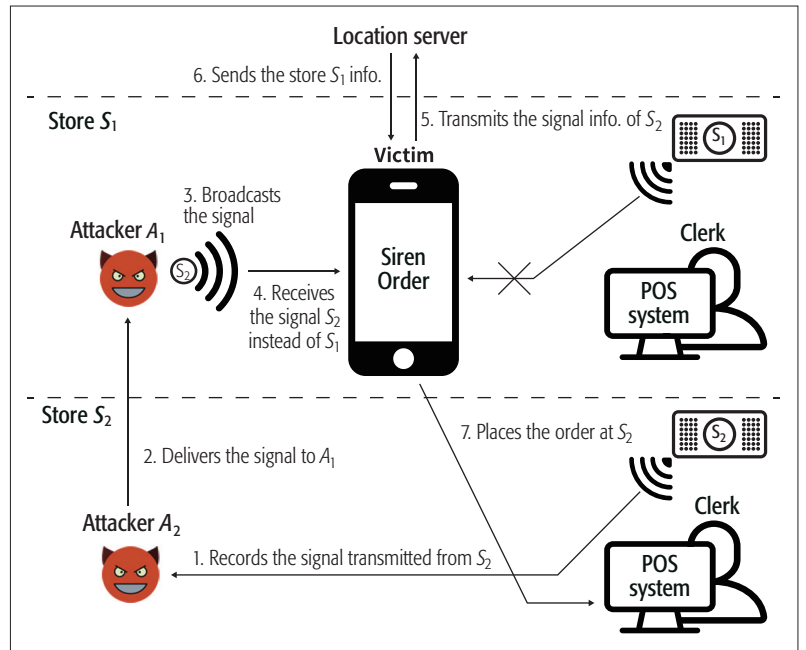 Location server
6. Sends the store S₁ info.
Store S₁
5. Transmits the signal info. of S₂
S₁
Victim
3. Broadcasts
the signal
Attacker A₁
S₂
Clerk
Siren
Order
4. Receives
the signal S₂
instead of S₁
POS
system
Store S₂
7. Places the order at S₂
S₂
2. Delivers the signal to A₁
Clerk
Attacker A₂
1. Records the signal transmitted from S₂
POS
system